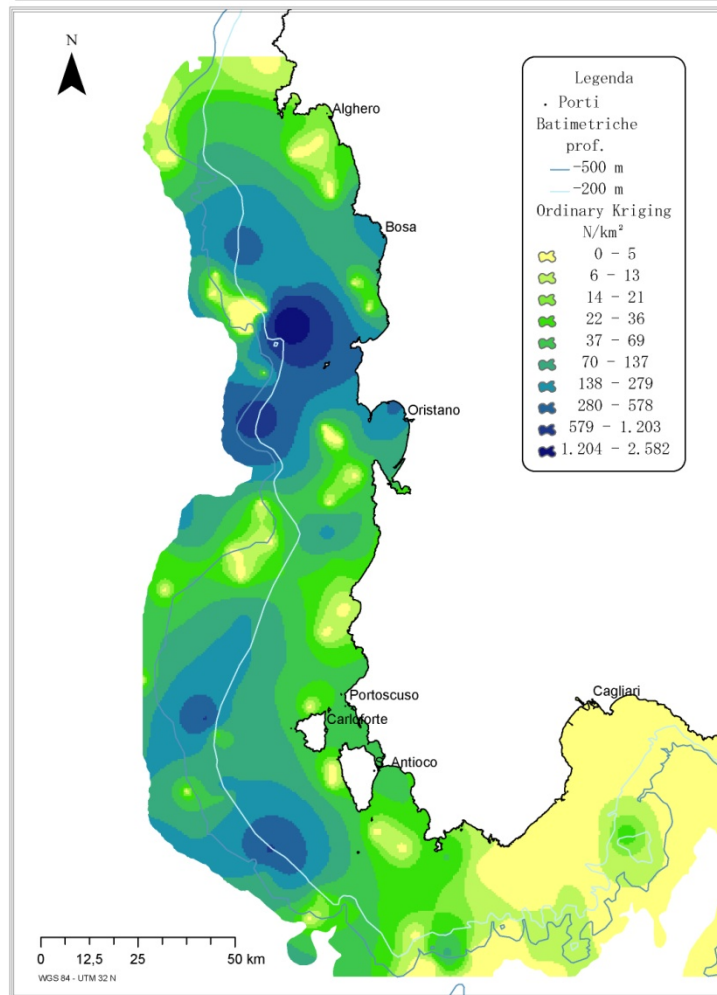 N
Alghero
Bosa
Oristano
Portoscuso
Carloforte
S. Antioco
Cagliari
Legenda
Porti
Batimetriche
prof.
-500 m
-200 m
Ordinary Kriging
N/km²
0 - 5
6 - 13
14 - 21
22 - 36
37 - 69
70 - 137
138 - 279
280 - 578
579 - 1.203
1.204 - 2.582
0 12,5 25 50 km
WGS 84 - UTM 32 N